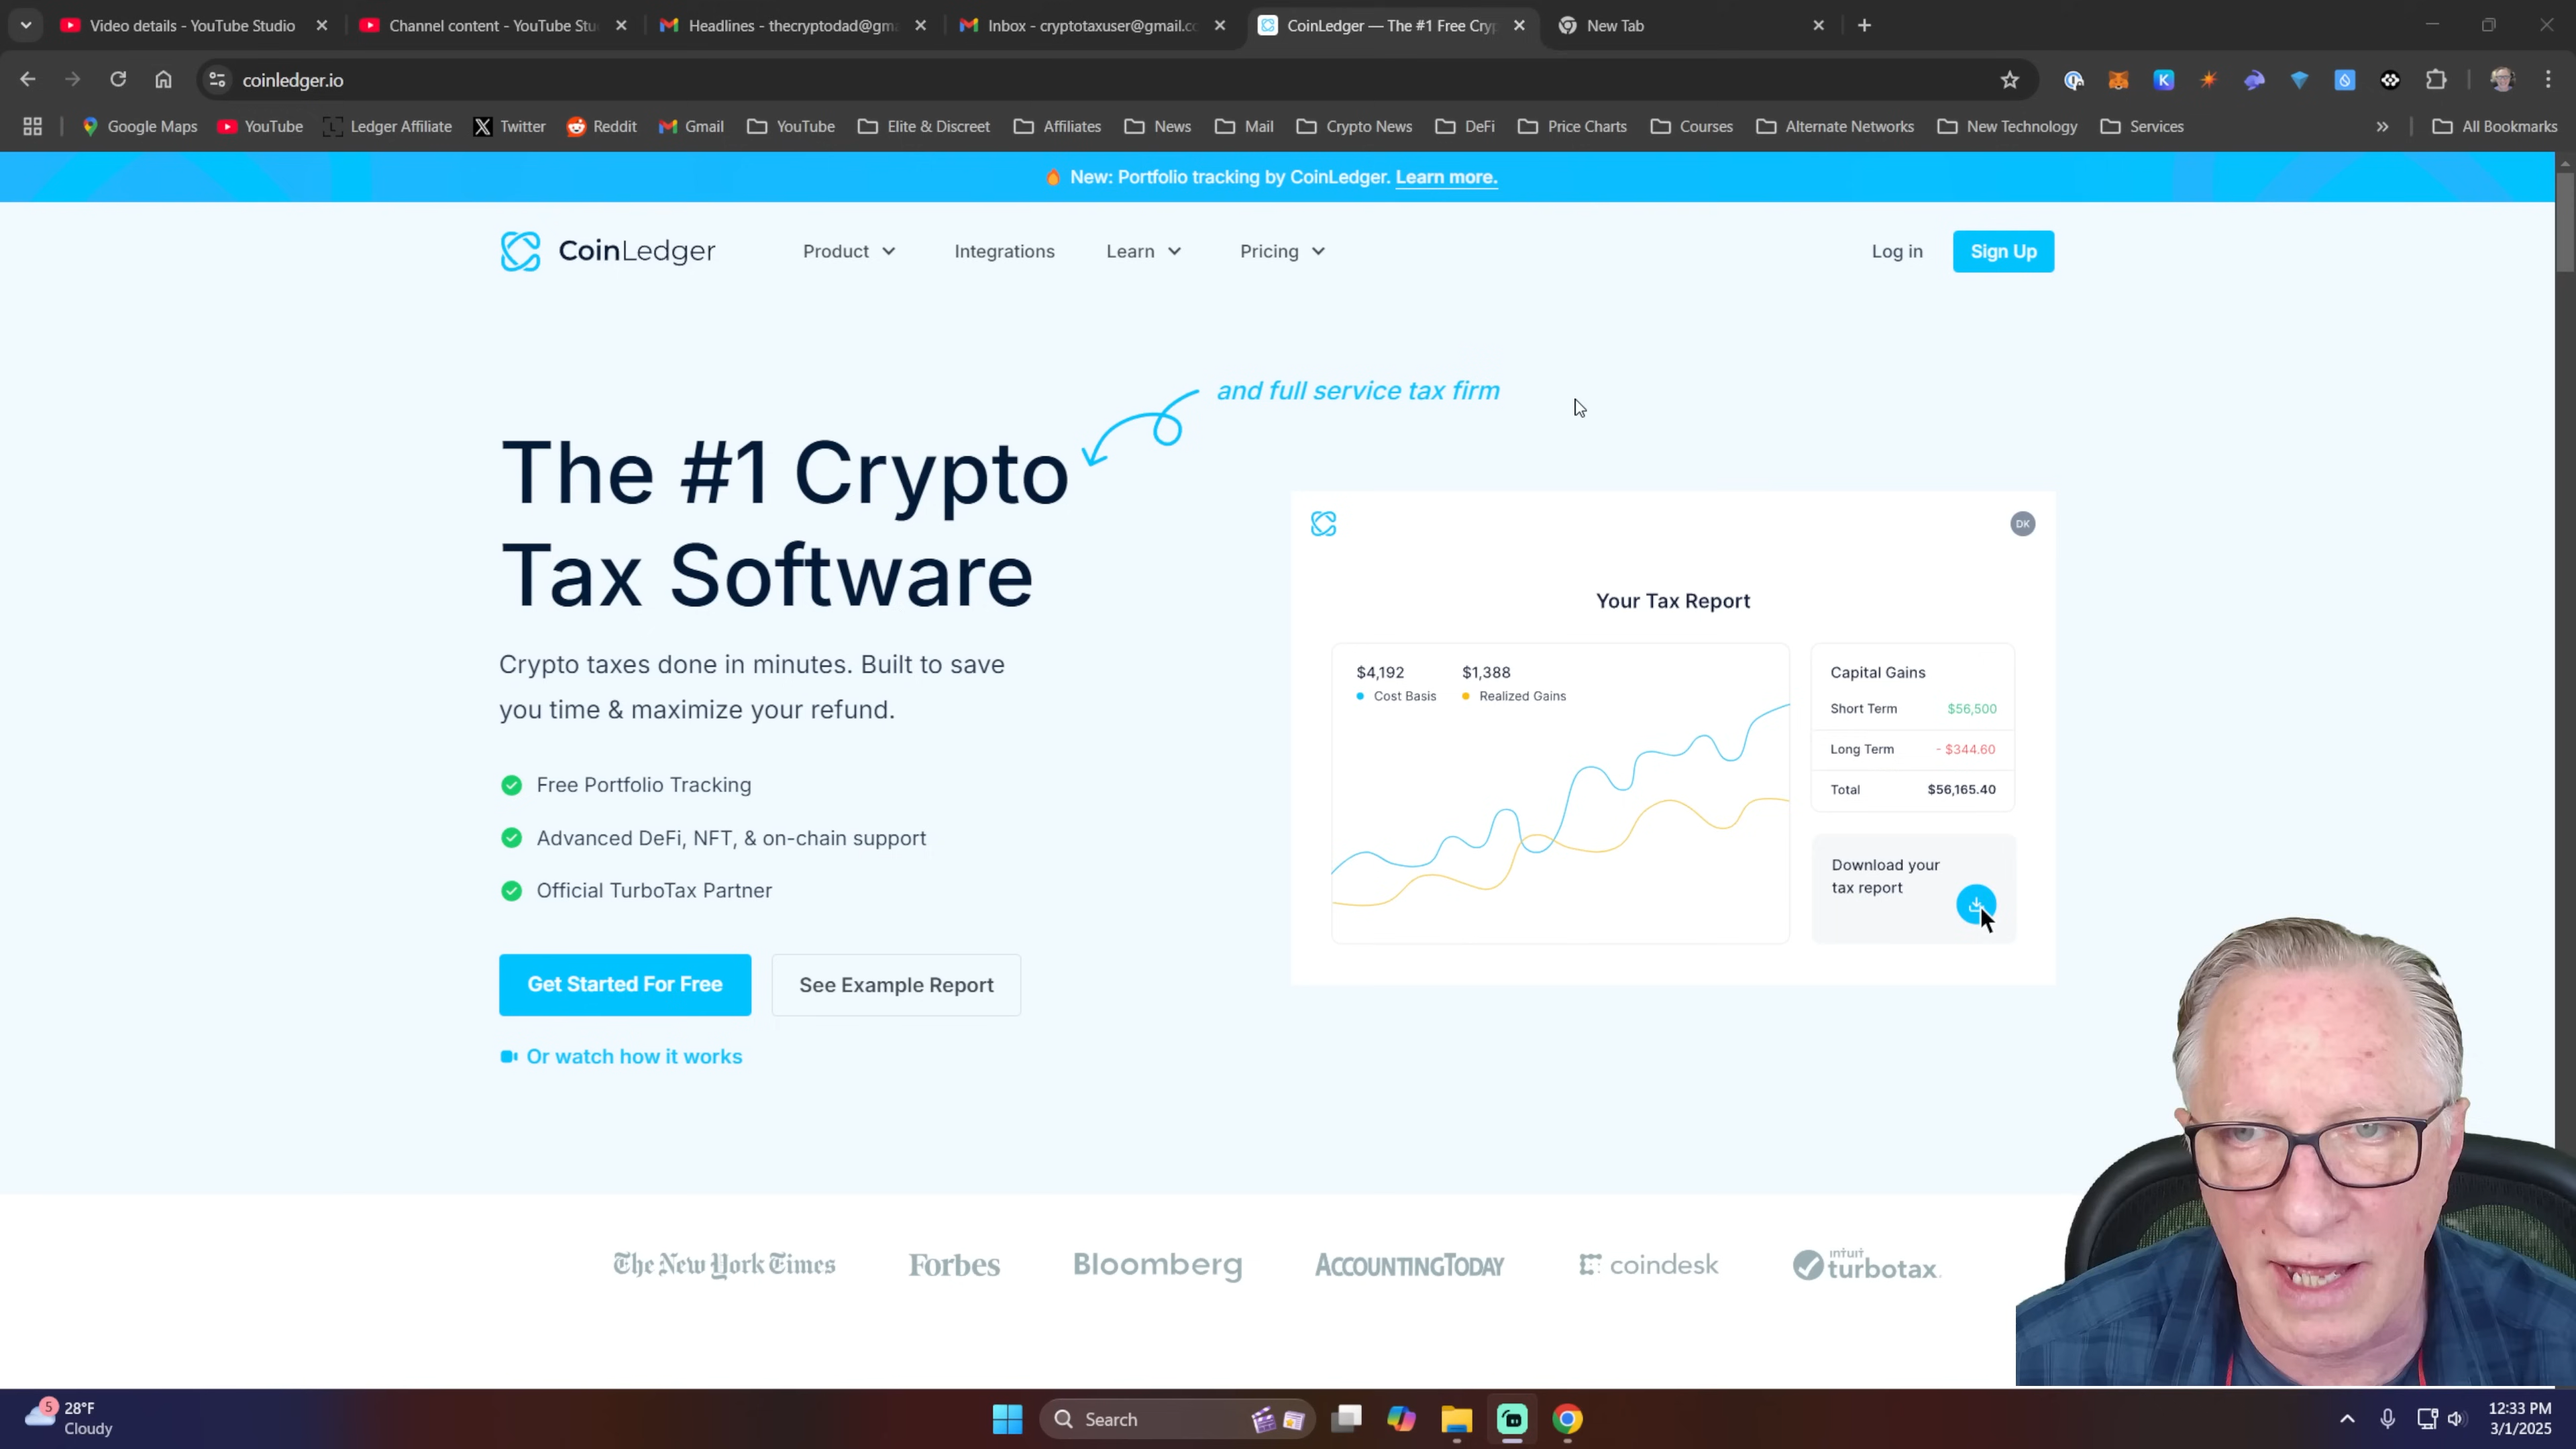 Video details - YouTube Studio
Channel content - YouTube Stu
Headlines - thecryptodad@gma
Inbox - cryptotaxuser@gmail.co
CoinLedger — The #1 Free Cryp
New Tab
coinledger.io
Google Maps
YouTube
Ledger Affiliate
Twitter
Reddit
Gmail
YouTube
Elite & Discreet
Affiliates
News
Mail
Crypto News
DeFi
Price Charts
Courses
Alternate Networks
New Technology
Services
All Bookmarks
New: Portfolio tracking by CoinLedger. Learn more.
CoinLedger
Product
Integrations
Learn
Pricing
Log in
Sign Up
and full service tax firm
The #1 Crypto
Tax Software
Crypto taxes done in minutes. Built to save
you time & maximize your refund.
Free Portfolio Tracking
Advanced DeFi, NFT, & on-chain support
Official TurboTax Partner
Get Started For Free
See Example Report
Or watch how it works
DK
Your Tax Report
$4,192
$1,388
Cost Basis
Realized Gains
Capital Gains
Short Term $56,500
Long Term - $344.60
Total $56,165.40
Download your
tax report
The New York Times
Forbes
Bloomberg
ACCOUNTINGTODAY
coindesk
intuit
turbotax.
5
28°F
Cloudy
Search
12:33 PM
3/1/2025